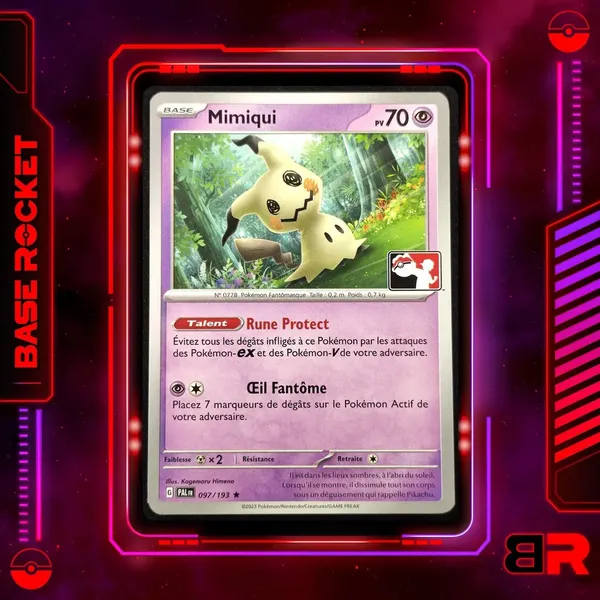 BASE ROCKET
BASE
Mimiqui
PV 70
N° 0778 Pokémon Fantômasque Taille : 0,2 m Poids : 0,7 kg
Talent Rune Protect
Évitez tous les dégâts infligés à ce Pokémon par les attaques
des Pokémon-ex et des Pokémon-V de votre adversaire.
Œil Fantôme
Placez 7 marqueurs de dégâts sur le Pokémon Actif de
votre adversaire.
Faiblesse ×2 Résistance Retraite
Illus. Kagemaru Himeno
G PAL FR 097/193 ★
Il vit dans les lieux sombres, à l'abri du soleil.
Lorsqu'il se montre, il dissimule tout son corps
sous un déguisement qui rappelle Pikachu.
©2023 Pokémon/Nintendo/Creatures/GAME FREAK
BR